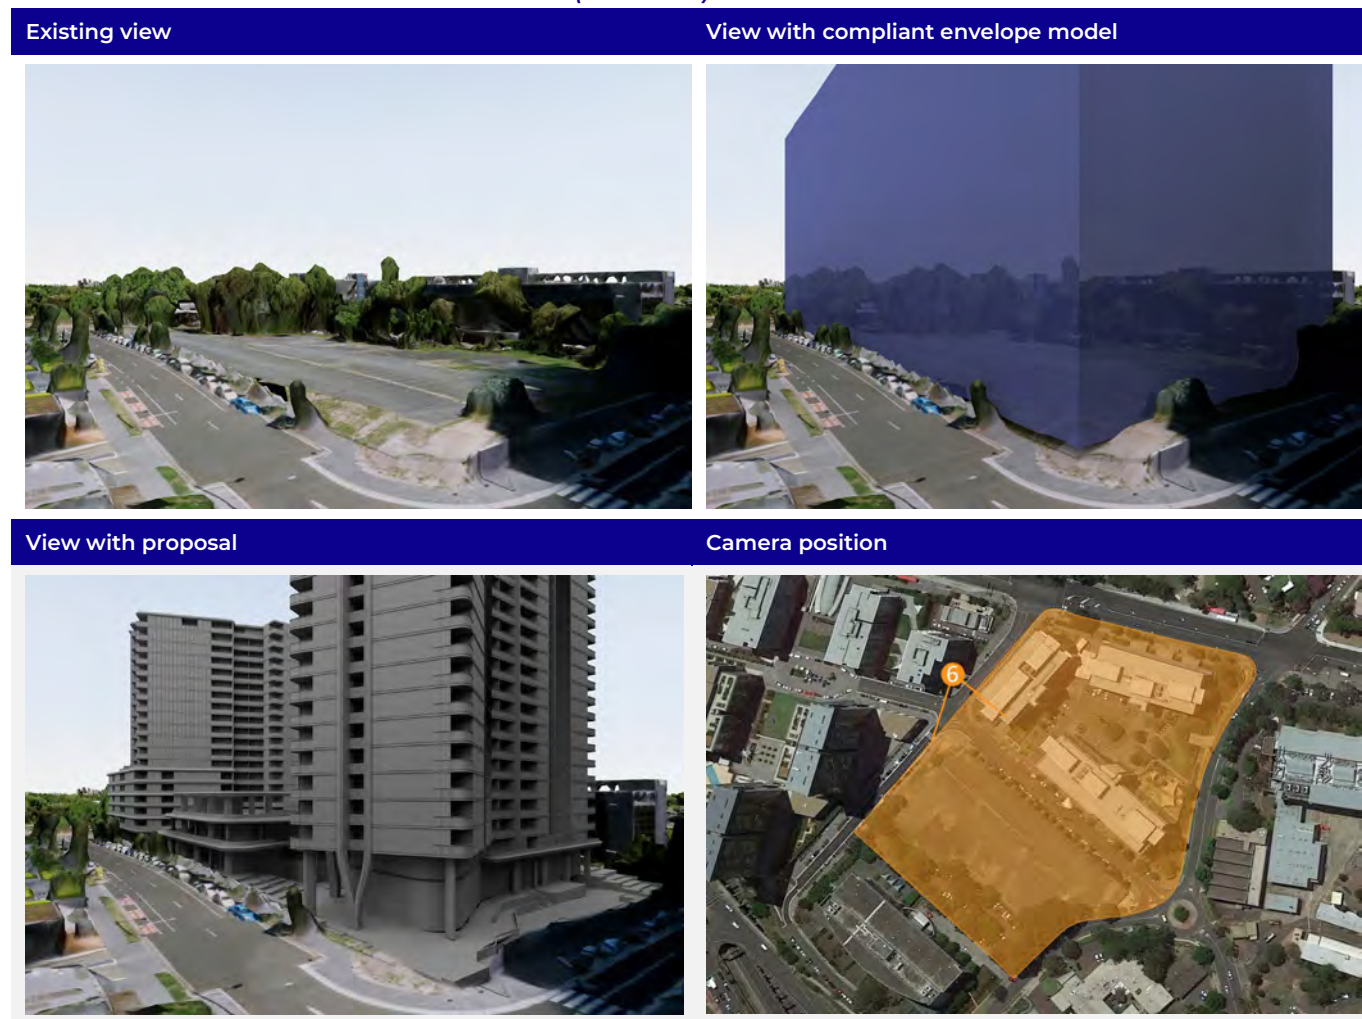 Existing view
View with compliant envelope model
View with proposal
Camera position
6